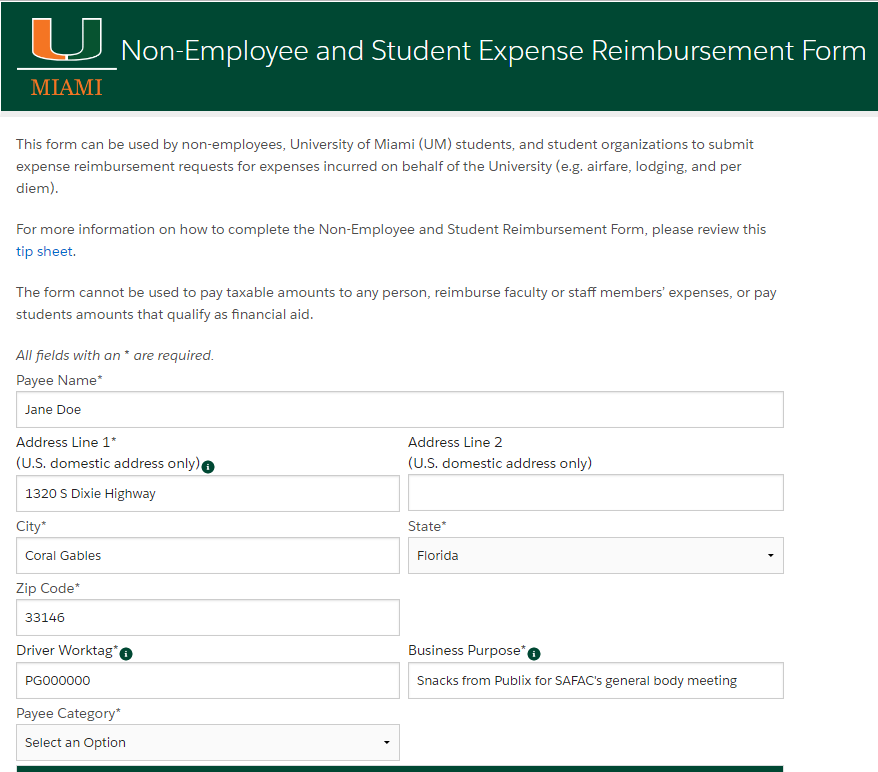 MIAMI
Non-Employee and Student Expense Reimbursement Form
This form can be used by non-employees, University of Miami (UM) students, and student organizations to submit
expense reimbursement requests for expenses incurred on behalf of the University (e.g. airfare, lodging, and per
diem).
For more information on how to complete the Non-Employee and Student Reimbursement Form, please review this
tip sheet.
The form cannot be used to pay taxable amounts to any person, reimburse faculty or staff members' expenses, or pay
students amounts that qualify as financial aid.
All fields with an * are required.
Payee Name*
Jane Doe
Address Line 1*
(U.S. domestic address only)
1320 S Dixie Highway
Address Line 2
(U.S. domestic address only)
City*
Coral Gables
State*
Florida
Zip Code*
33146
Driver Worktag*
PG000000
Business Purpose*
Snacks from Publix for SAFAC's general body meeting
Payee Category*
Select an Option